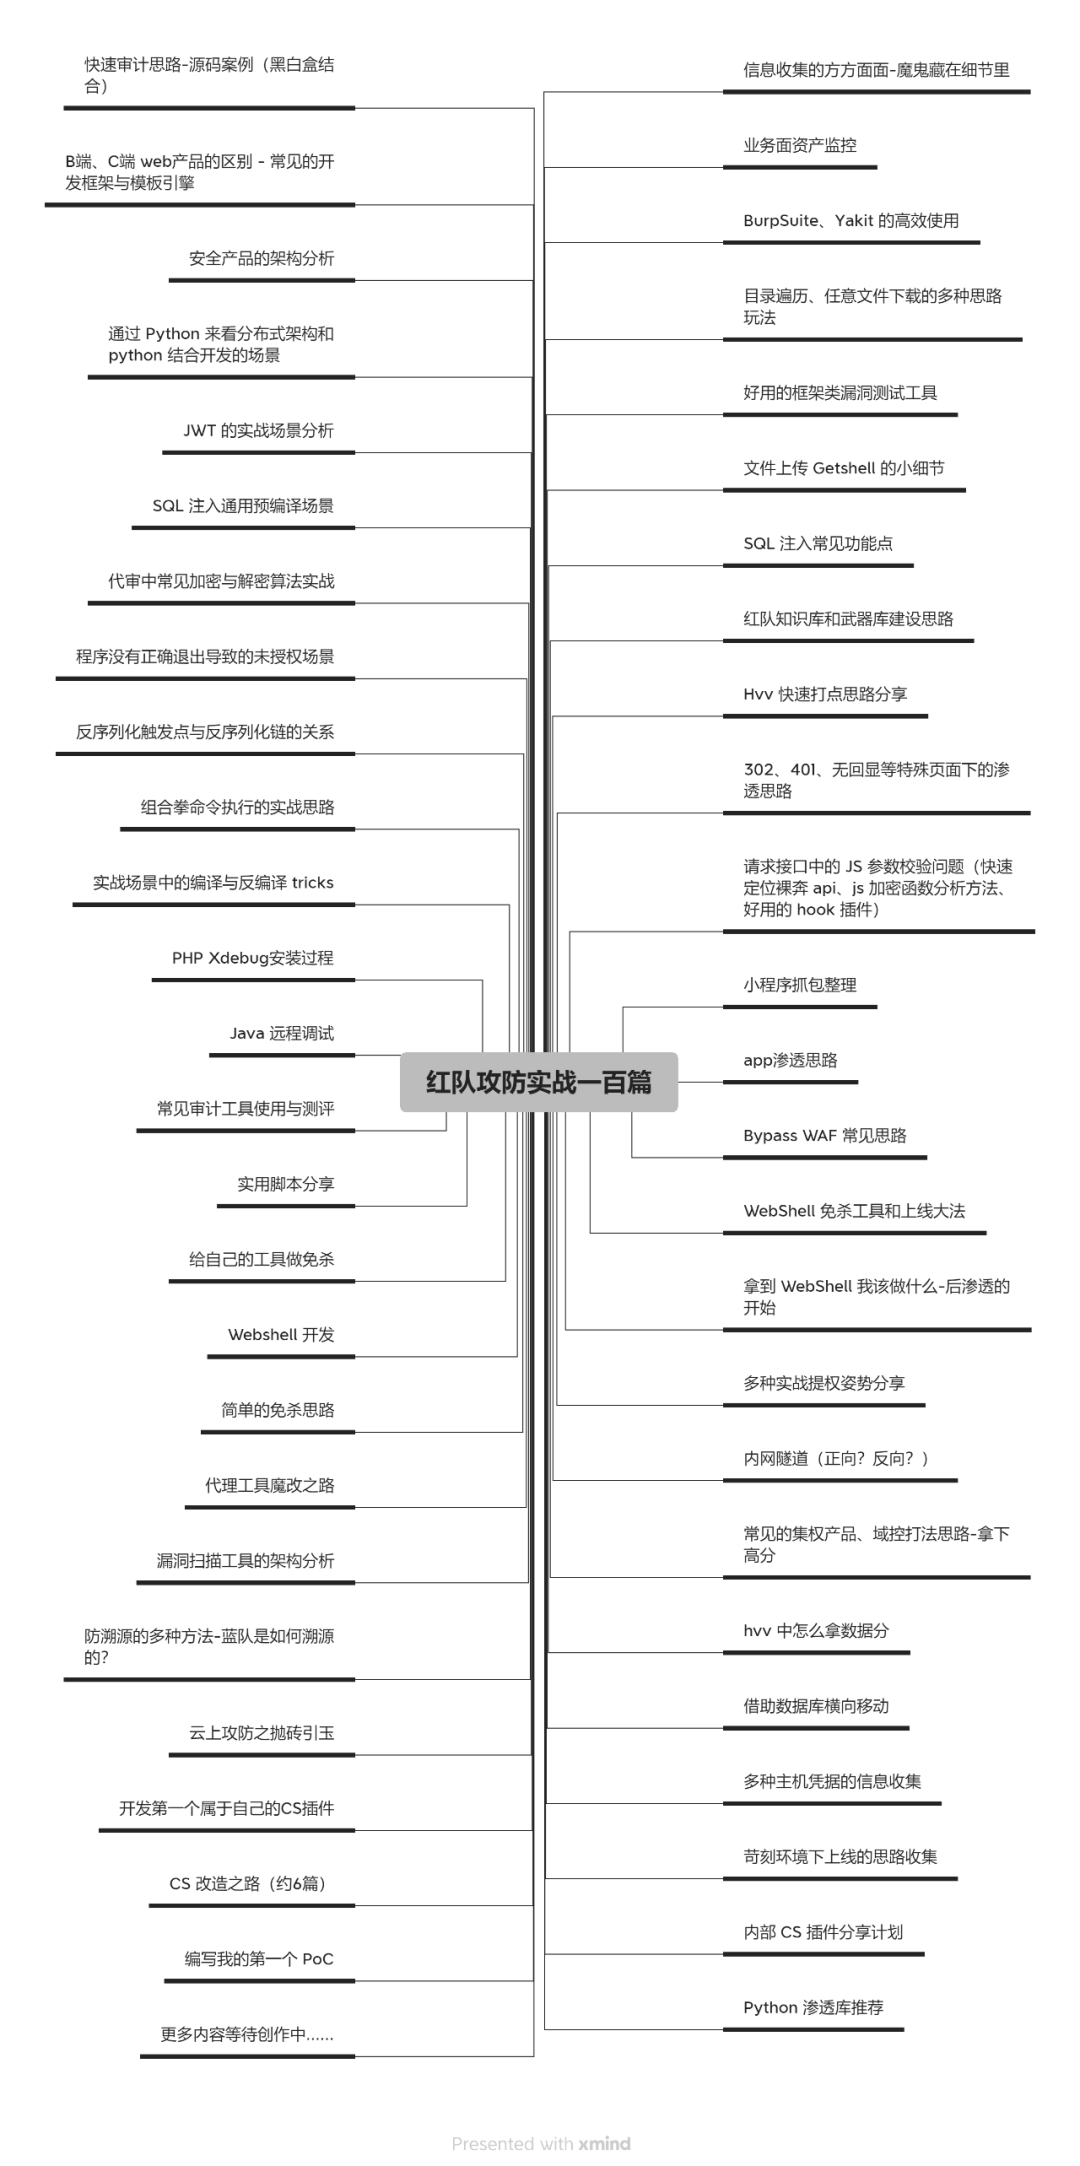 快速审计思路-源码案例（黑白盒结
合）
B端、C端 web产品的区别 - 常见的开
发框架与模板引擎
安全产品的架构分析
通过 Python 来看分布式架构和
python 结合开发的场景
JWT 的实战场景分析
SQL 注入通用预编译场景
代审中常见加密与解密算法实战
程序没有正确退出导致的未授权场景
反序列化触发点与反序列化链的关系
组合拳命令执行的实战思路
实战场景中的编译与反编译 tricks
PHP Xdebug安装过程
Java 远程调试
常见审计工具使用与测评
实用脚本分享
给自己的工具做免杀
Webshell 开发
简单的免杀思路
代理工具魔改之路
漏洞扫描工具的架构分析
防溯源的多种方法-蓝队是如何溯源
的？
云上攻防之抛砖引玉
开发第一个属于自己的CS插件
CS 改造之路（约6篇）
编写我的第一个 PoC
更多内容等待创作中……
红队攻防实战一百篇
信息收集的方方面面-魔鬼藏在细节里
业务面资产监控
BurpSuite、Yakit 的高效使用
目录遍历、任意文件下载的多种思路
玩法
好用的框架类漏洞测试工具
文件上传 Getshell 的小细节
SQL 注入常见功能点
红队知识库和武器库建设思路
Hvv 快速打点思路分享
302、401、无回显等特殊页面下的渗
透思路
请求接口中的 JS 参数校验问题（快速
定位裸奔 api、js 加密函数分析方法、
好用的 hook 插件）
小程序抓包整理
app渗透思路
Bypass WAF 常见思路
WebShell 免杀工具和上线大法
拿到 WebShell 我该做什么-后渗透的
开始
多种实战提权姿势分享
内网隧道（正向？反向？）
常见的集权产品、域控打法思路-拿下
高分
hvv 中怎么拿数据分
借助数据库横向移动
多种主机凭据的信息收集
苛刻环境下上线的思路收集
内部 CS 插件分享计划
Python 渗透库推荐
Presented with xmind